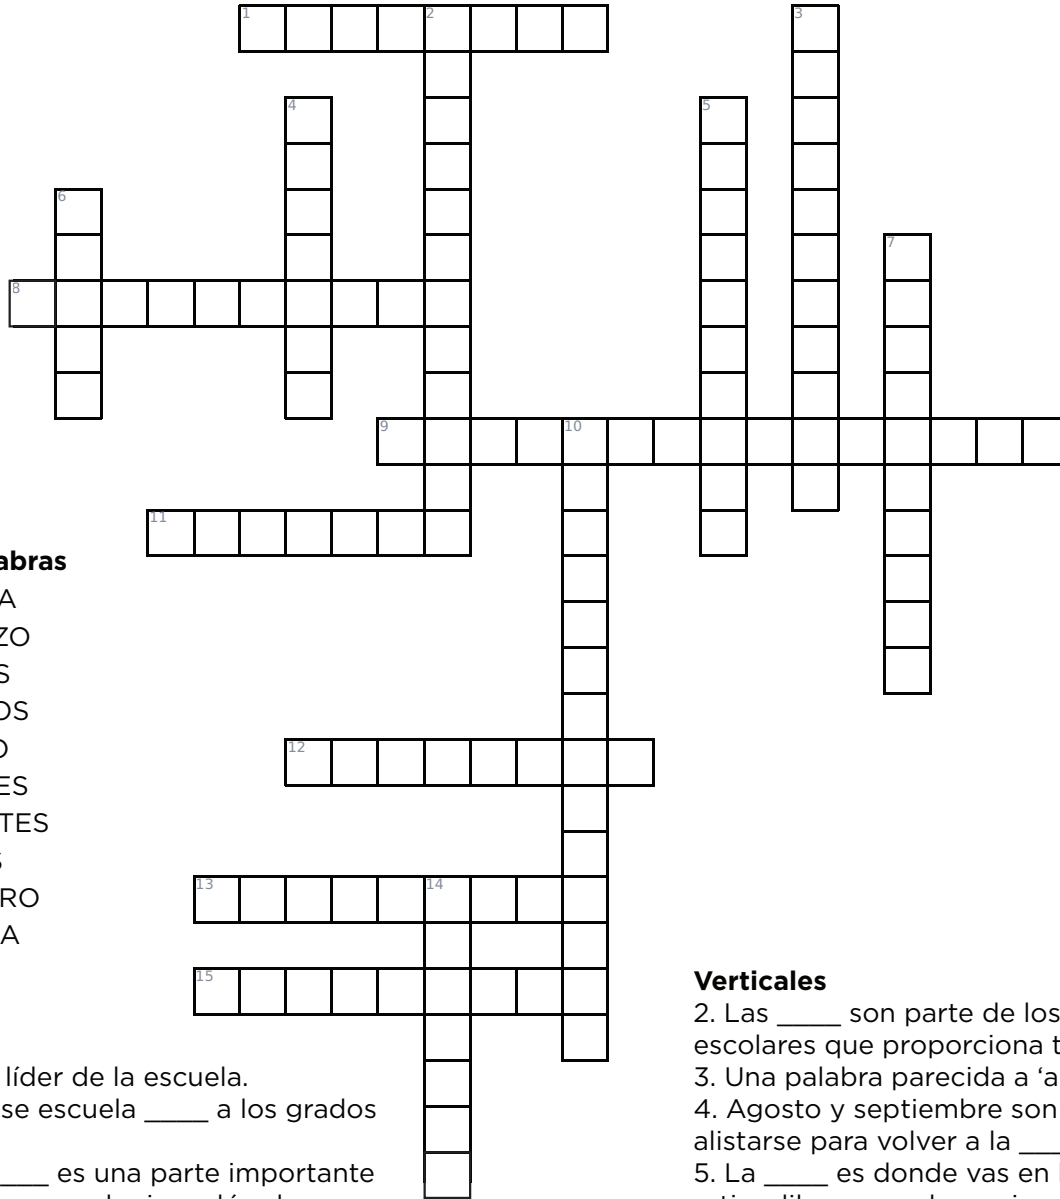 1
2
3
4
5
6
7
8
9
10
11
12
13
14
15
abras
A
ZO
S
OS
O
ES
TES
S
RO
A
líder de la escuela.
se escuela ____ a los grados
___ es una parte importante
Verticales
2. Las ____ son parte de los
escolares que proporciona t
3. Una palabra parecida a ‘a
4. Agosto y septiembre son
alistarse para volver a la ___
5. La ____ es donde vas en